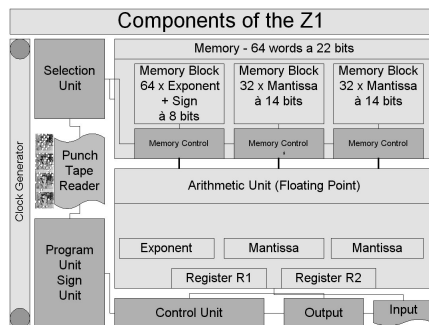 Components of the Z1
Clock Generator
Selection
Unit
Punch
Tape
Reader
Program
Unit
Sign
Unit
Memory - 64 words a 22 bits
Memory Block
64 x Exponent
+ Sign
à 8 bits
Memory Block
32 x Mantissa
à 14 bits
Memory Block
32 x Mantissa
à 14 bits
Memory Control
Memory Control
Memory Control
Arithmetic Unit (Floating Point)
Exponent
Mantissa
Mantissa
Register R1
Register R2
Control Unit
Output
Input